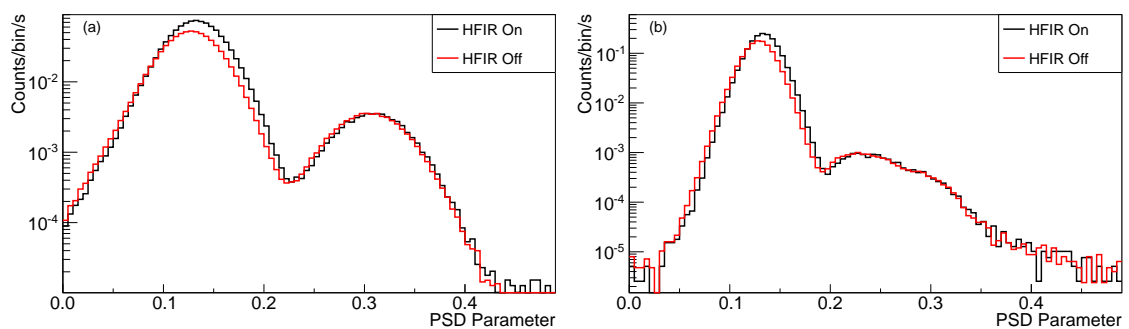 (a)
HFIR On
HFIR Off
Counts/bin/s
10⁻²
10⁻³
10⁻⁴
0.0 0.1 0.2 0.3 0.4
PSD Parameter
(b)
HFIR On
HFIR Off
Counts/bin/s
10⁻¹
10⁻²
10⁻³
10⁻⁴
10⁻⁵
0.0 0.1 0.2 0.3 0.4
PSD Parameter